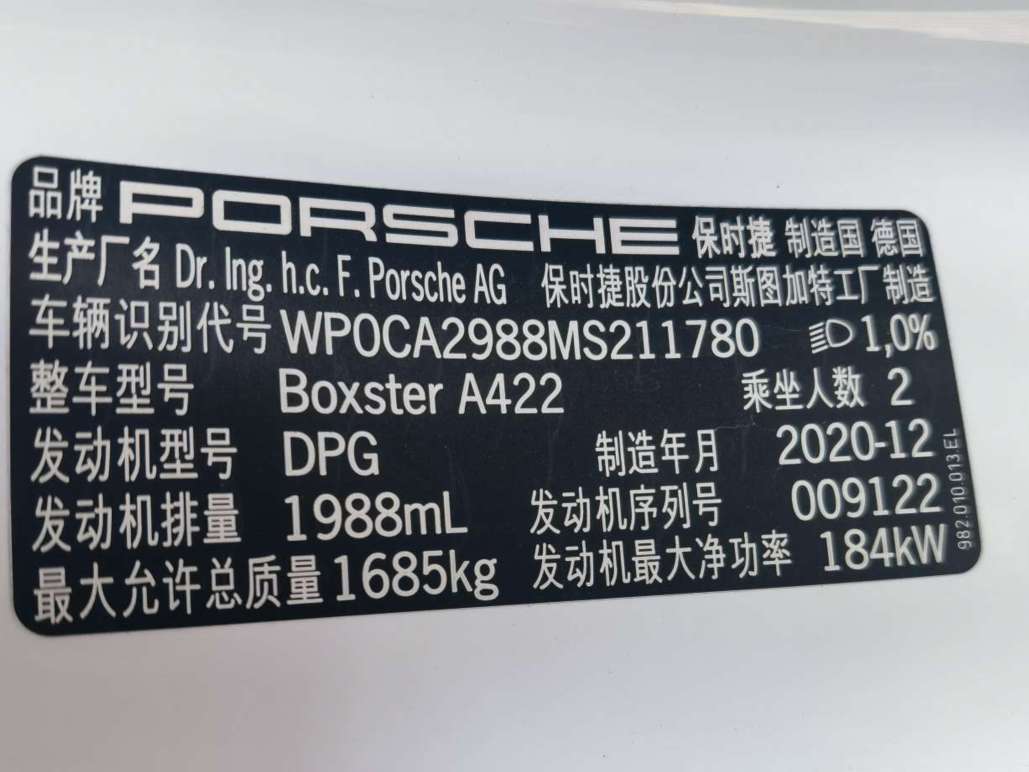 品牌 PORSCHE 保时捷 制造国 德国
生产厂名 Dr. Ing. h.c. F. Porsche AG 保时捷股份公司斯图加特工厂制造
车辆识别代号 WP0CA2988MS211780 1,0%
整车型号 Boxster A422 乘坐人数 2
发动机型号 DPG 制造年月 2020-12
发动机排量 1988mL 发动机序列号 009122
最大允许总质量 1685kg 发动机最大净功率 184kW
982.010.013.EL